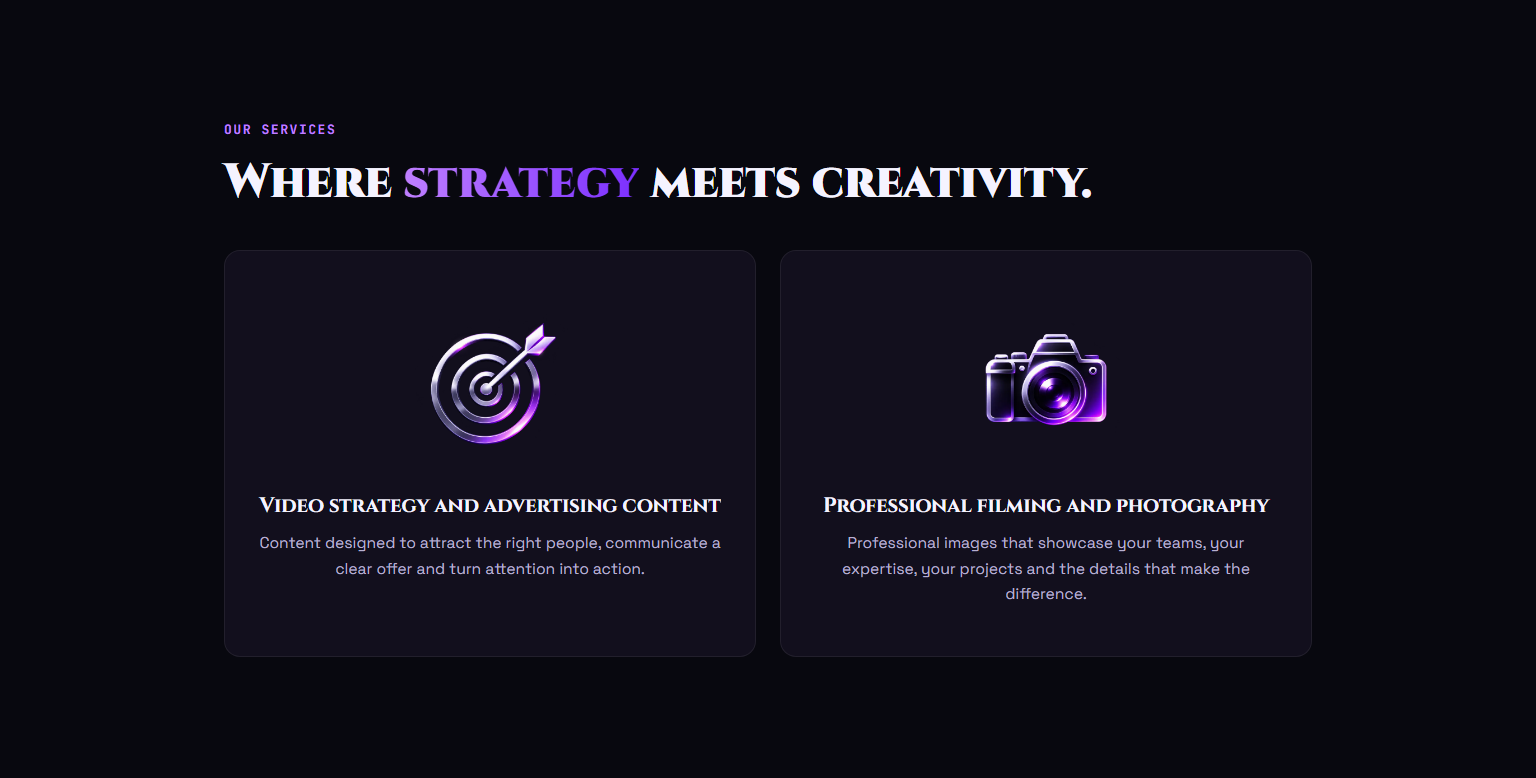 OUR SERVICES
Where strategy meets creativity.
Video strategy and advertising content
Content designed to attract the right people, communicate a
clear offer and turn attention into action.
Professional filming and photography
Professional images that showcase your teams, your
expertise, your projects and the details that make the
difference.